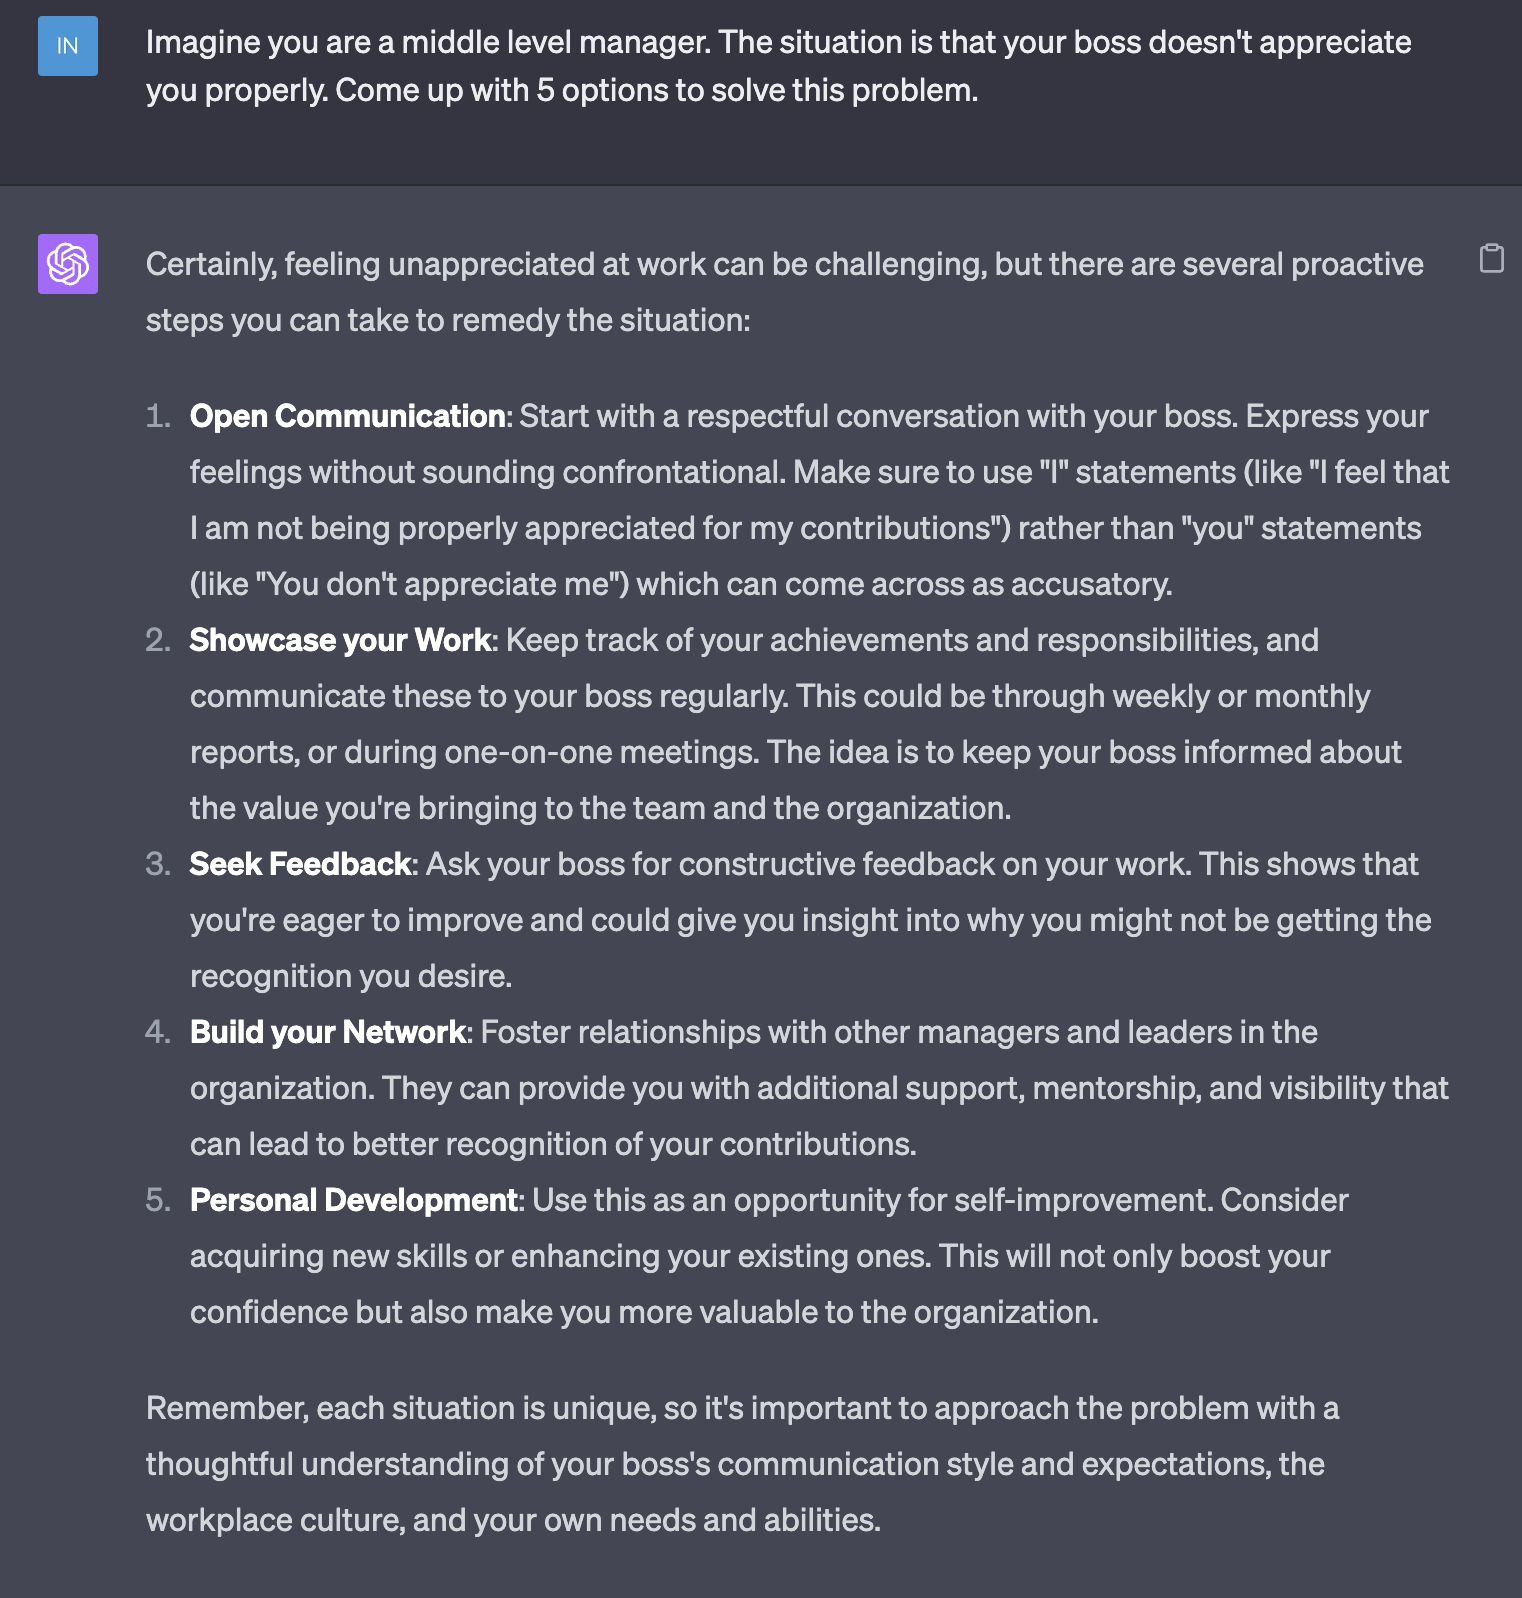 IN
Imagine you are a middle level manager. The situation is that your boss doesn't appreciate
you properly. Come up with 5 options to solve this problem.
Certainly, feeling unappreciated at work can be challenging, but there are several proactive
steps you can take to remedy the situation:
1. Open Communication: Start with a respectful conversation with your boss. Express your
feelings without sounding confrontational. Make sure to use "I" statements (like "I feel that
I am not being properly appreciated for my contributions") rather than "you" statements
(like "You don't appreciate me") which can come across as accusatory.
2. Showcase your Work: Keep track of your achievements and responsibilities, and
communicate these to your boss regularly. This could be through weekly or monthly
reports, or during one-on-one meetings. The idea is to keep your boss informed about
the value you're bringing to the team and the organization.
3. Seek Feedback: Ask your boss for constructive feedback on your work. This shows that
you're eager to improve and could give you insight into why you might not be getting the
recognition you desire.
4. Build your Network: Foster relationships with other managers and leaders in the
organization. They can provide you with additional support, mentorship, and visibility that
can lead to better recognition of your contributions.
5. Personal Development: Use this as an opportunity for self-improvement. Consider
acquiring new skills or enhancing your existing ones. This will not only boost your
confidence but also make you more valuable to the organization.
Remember, each situation is unique, so it's important to approach the problem with a
thoughtful understanding of your boss's communication style and expectations, the
workplace culture, and your own needs and abilities.